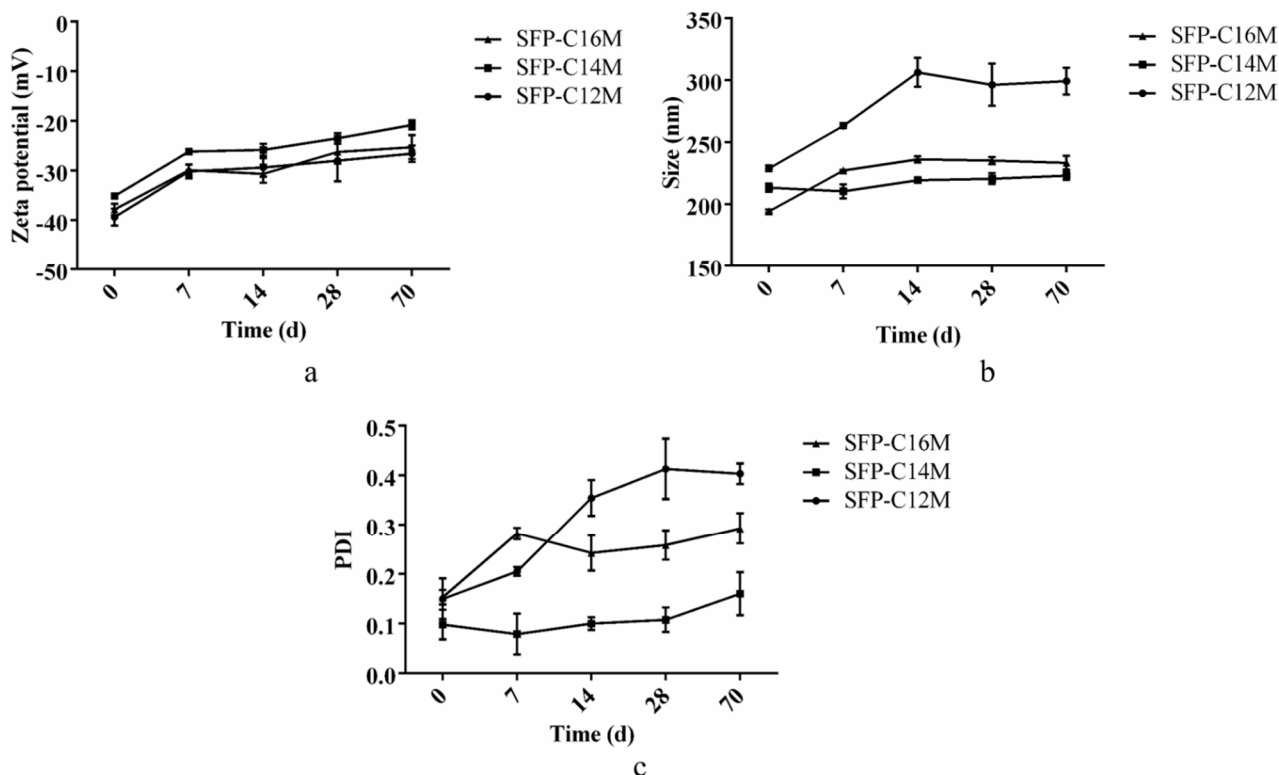 0
-10
-20
-30
-40
-50
Zeta potential (mV)
0
7
14
28
70
Time (d)
SFP-C16M
SFP-C14M
SFP-C12M
a
350
300
250
200
150
Size (nm)
0
7
14
28
70
Time (d)
SFP-C16M
SFP-C14M
SFP-C12M
b
0.5
0.4
0.3
0.2
0.1
0.0
PDI
0
7
14
28
70
Time (d)
SFP-C16M
SFP-C14M
SFP-C12M
c